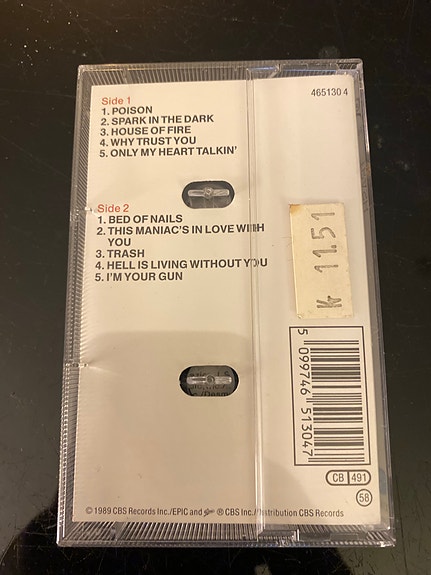 465130 4
Side 1
1. POISON
2. SPARK IN THE DARK
3. HOUSE OF FIRE
4. WHY TRUST YOU
5. ONLY MY HEART TALKIN'
Side 2
1. BED OF NAILS
2. THIS MANIAC'S IN LOVE WITH
YOU
3. TRASH
4. HELL IS LIVING WITHOUT YOU
5. I'M YOUR GUN
K 1151
5 099746 513047
CB 491
58
© 1989 CBS Records Inc./EPIC and ℗ CBS Inc./Distribution CBS Records